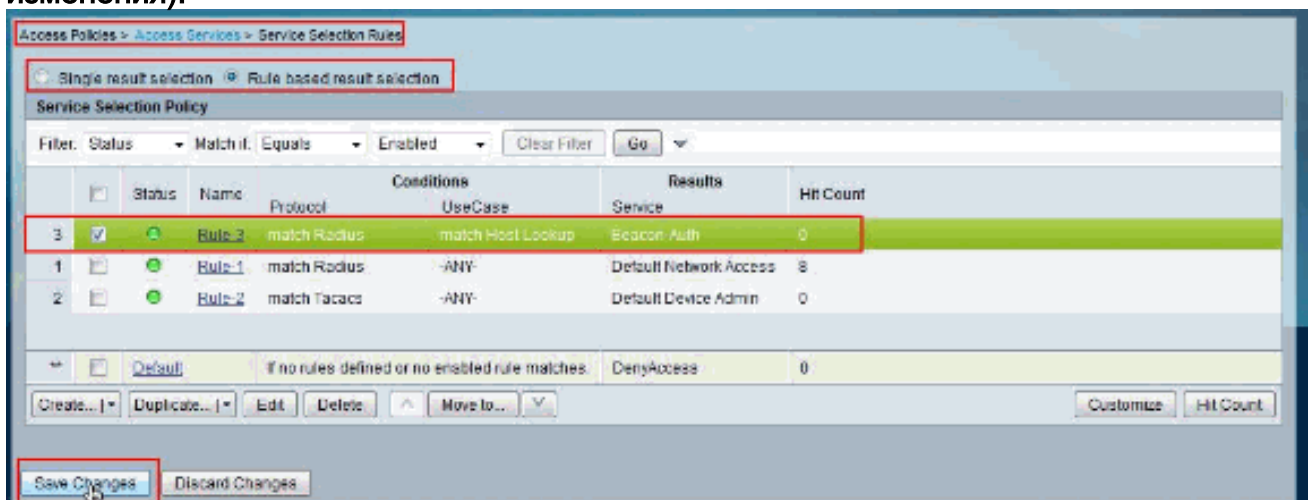 изменения).
Access Policies > Access Services > Service Selection Rules
Single result selection Rule based result selection
Service Selection Policy
Filter: Status Match if: Equals Enabled Clear Filter Go
Conditions Results
Status Name Protocol UseCase Service Hit Count
3 Rule-3 match Radius match Host Lookup Beacon Auth 0
1 Rule-1 match Radius -ANY- Default Network Access 8
2 Rule-2 match Tacacs -ANY- Default Device Admin 0
** Default If no rules defined or no enabled rule matches. DenyAccess 0
Create... | Duplicate... | Edit Delete ^ Move to... Customize Hit Count
Save Changes Discard Changes